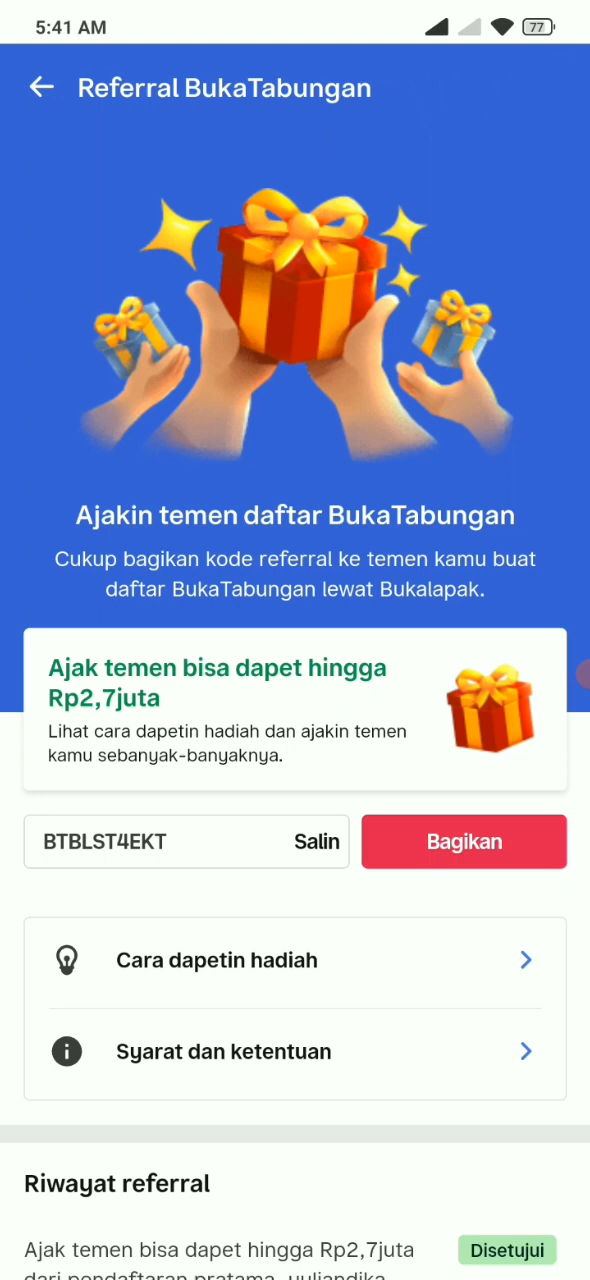 5:41 AM
77
Referral BukaTabungan
Ajakin temen daftar BukaTabungan
Cukup bagikan kode referral ke temen kamu buat
daftar BukaTabungan lewat Bukalapak.
Ajak temen bisa dapet hingga
Rp2,7juta
Lihat cara dapetin hadiah dan ajakin temen
kamu sebanyak-banyaknya.
BTBLST4EKT
Salin
Bagikan
Cara dapetin hadiah
Syarat dan ketentuan
Riwayat referral
Ajak temen bisa dapet hingga Rp2,7juta
Disetujui
dari pendaftaran pratama_yuliandika